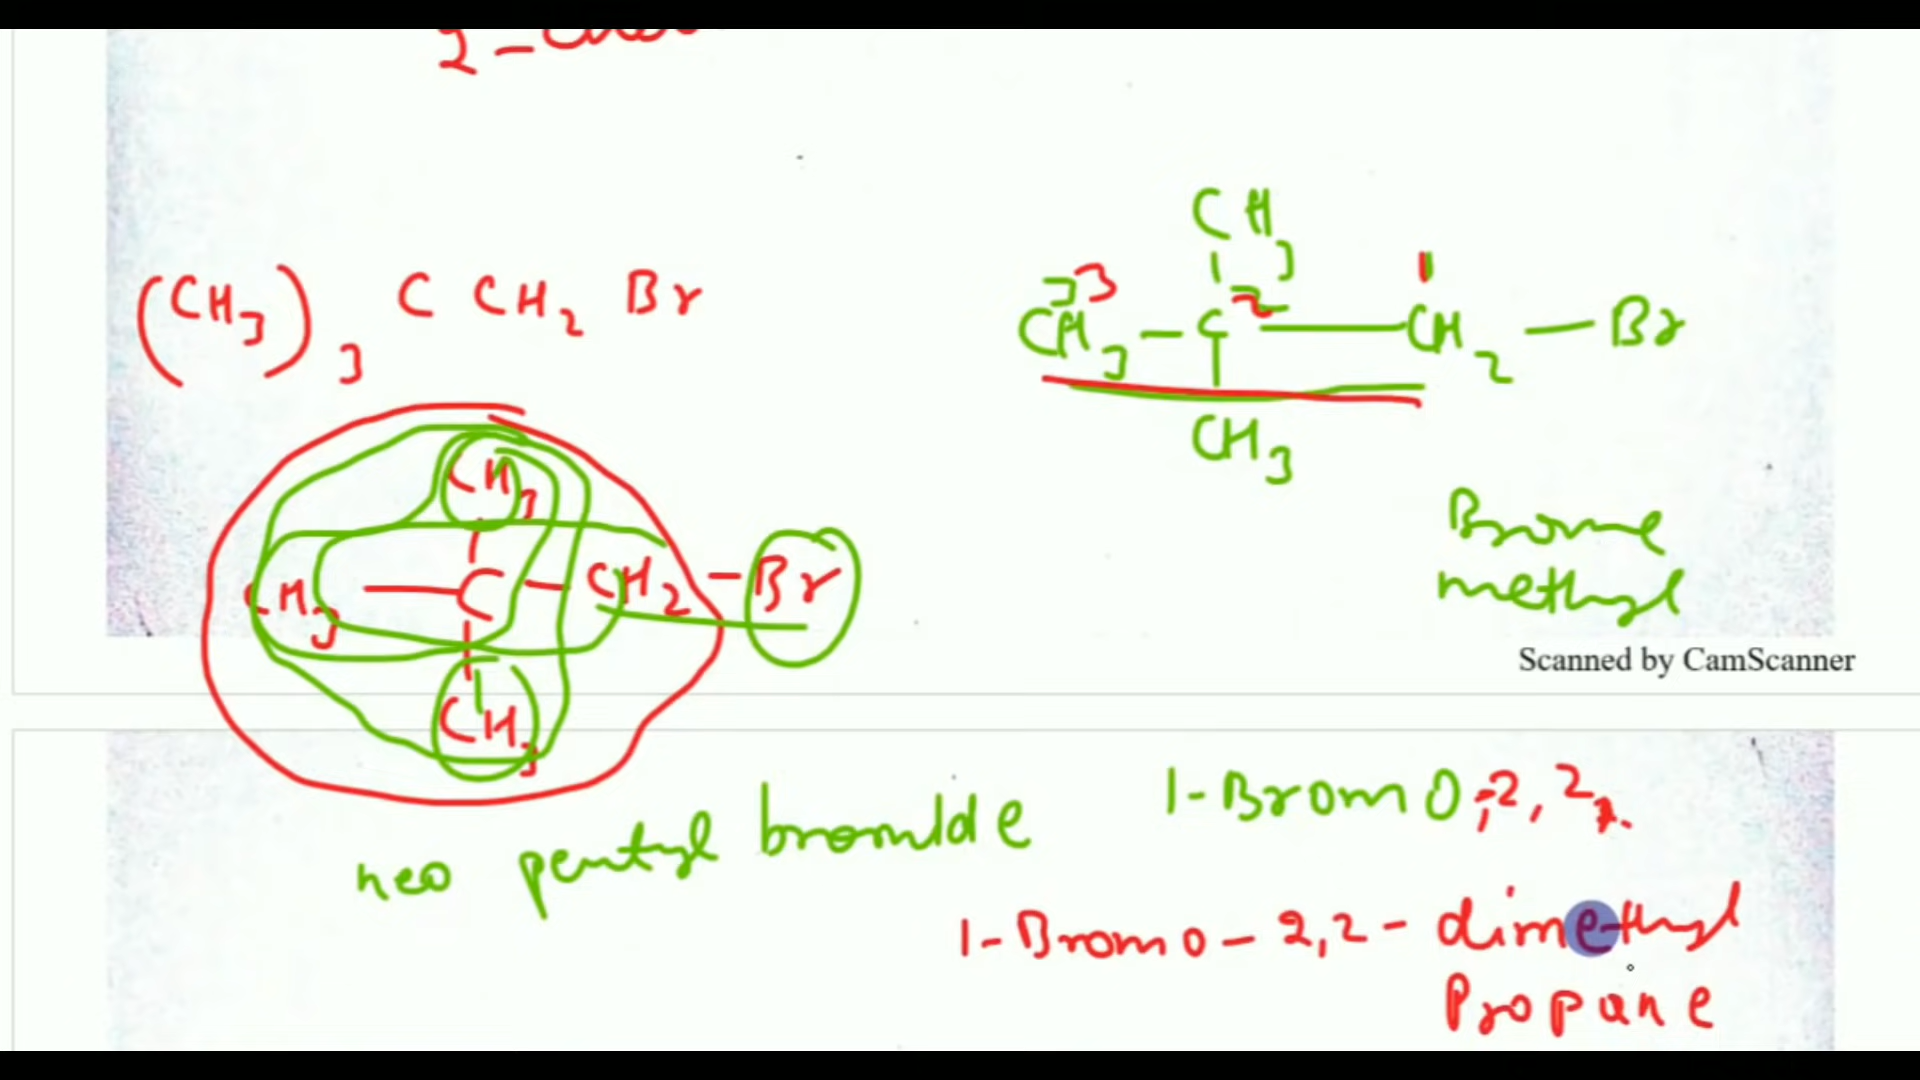 (CH3)3 C CH2 Br
CH3
3 3 2 1
CH3 - C - CH2 - Br
CH3
CH3
CH3 - C - CH2 - Br
CH3
Bromo
methyl
Scanned by CamScanner
neo pentyl bromide
1-Bromo-2,2
1-Bromo-2,2-dimethyl
Propane